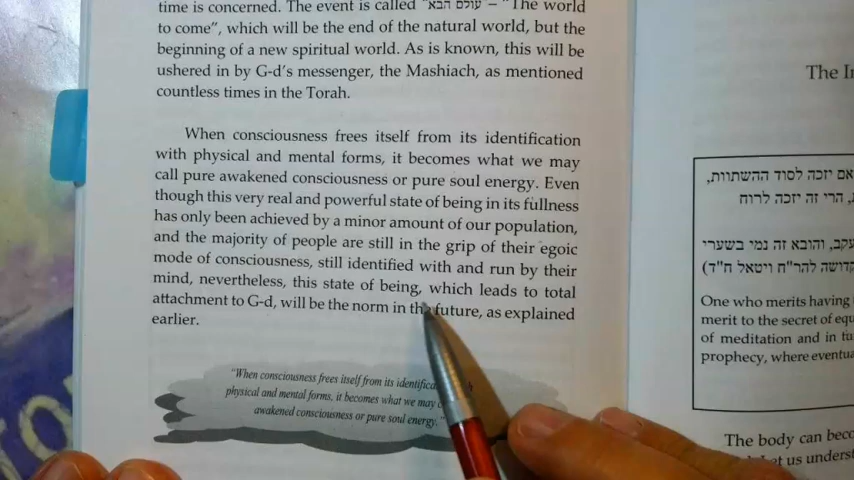 time is concerned. The event is called "עולם הבא" – "The world
to come", which will be the end of the natural world, but the
beginning of a new spiritual world. As is known, this will be
ushered in by G-d's messenger, the Mashiach, as mentioned
countless times in the Torah.
When consciousness frees itself from its identification
with physical and mental forms, it becomes what we may
call pure awakened consciousness or pure soul energy. Even
though this very real and powerful state of being in its fullness
has only been achieved by a minor amount of our population,
and the majority of people are still in the grip of their egoic
mode of consciousness, still identified with and run by their
mind, nevertheless, this state of being, which leads to total
attachment to G-d, will be the norm in the future, as explained
earlier.
"When consciousness frees itself from its
physical and mental forms, it becomes what we may
awakened consciousness or pure soul energy."
The
אם יזכה לסוד ההשתוות,
הרי זה יזכה לרוח
עקב, והובא זה נמי בשערי
קדושה להר"ח ויטאל ח"ד)
One who merits having
merit to the secret of
of meditation and in
prophecy, where
The body can
let us